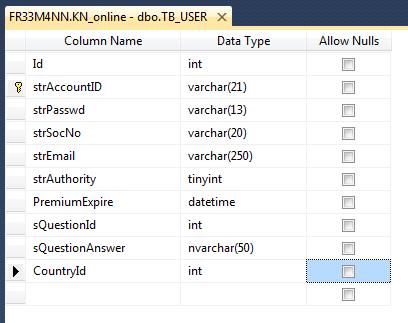 FR33M4NN.KN_online - dbo.TB_USER
Column Name Data Type Allow Nulls
Id int
strAccountID varchar(21)
strPasswd varchar(13)
strSocNo varchar(20)
strEmail varchar(250)
strAuthority tinyint
PremiumExpire datetime
sQuestionId int
sQuestionAnswer nvarchar(50)
CountryId int